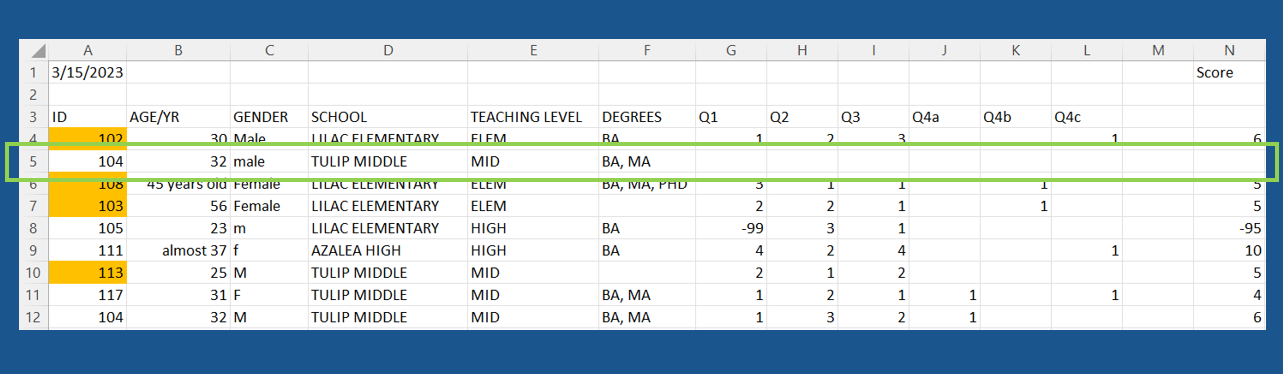 A B C D E F G H I J K L M N
1 3/15/2023 Score
2
3 ID AGE/YR GENDER SCHOOL TEACHING LEVEL DEGREES Q1 Q2 Q3 Q4a Q4b Q4c
4 102 30 Male LILAC ELEMENTARY ELEM BA 1 2 3 1 6
5 104 32 male TULIP MIDDLE MID BA, MA
6 108 45 years old Female LILAC ELEMENTARY ELEM BA, MA, PHD 3 1 1 1 5
7 103 56 Female LILAC ELEMENTARY ELEM 2 2 1 1 5
8 105 23 m LILAC ELEMENTARY HIGH BA -99 3 1 -95
9 111 almost 37 f AZALEA HIGH HIGH BA 4 2 4 1 10
10 113 25 M TULIP MIDDLE MID 2 1 2 5
11 117 31 F TULIP MIDDLE MID BA, MA 1 2 1 1 1 4
12 104 32 M TULIP MIDDLE MID BA, MA 1 3 2 1 6